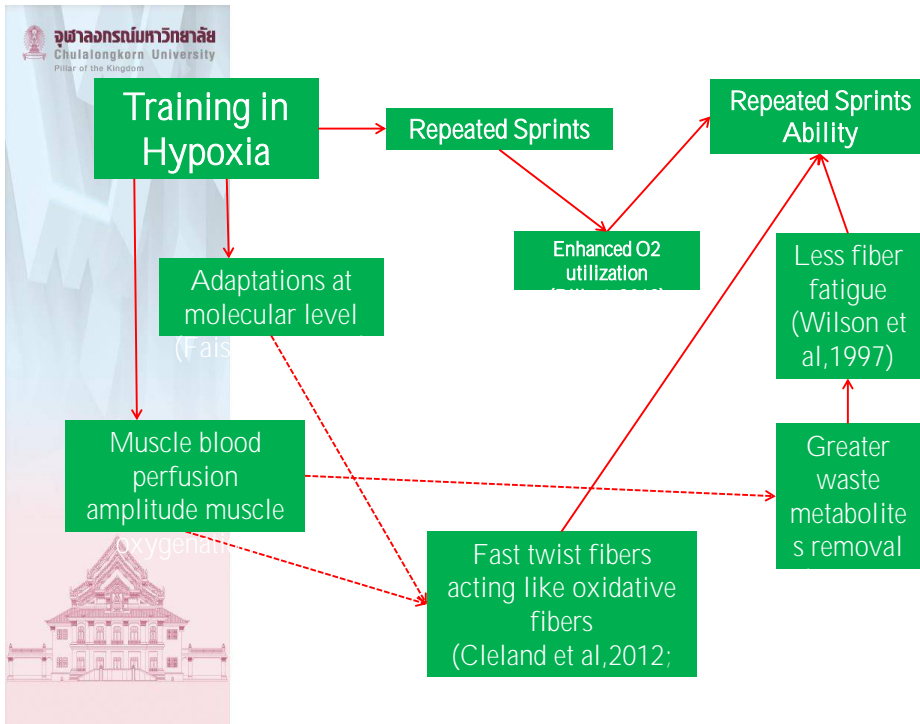 จุฬาลงกรณ์มหาวิทยาลัย
Chulalongkorn University
Pillar of the Kingdom
Training in
Hypoxia
Repeated Sprints
Repeated Sprints
Ability
Enhanced O2
utilization
Adaptations at
molecular level
(Fais
Less fiber
fatigue
(Wilson et
al,1997)
Muscle blood
perfusion
amplitude muscle
oxygenati
Greater
waste
metabolite
s removal
Fast twist fibers
acting like oxidative
fibers
(Cleland et al,2012;